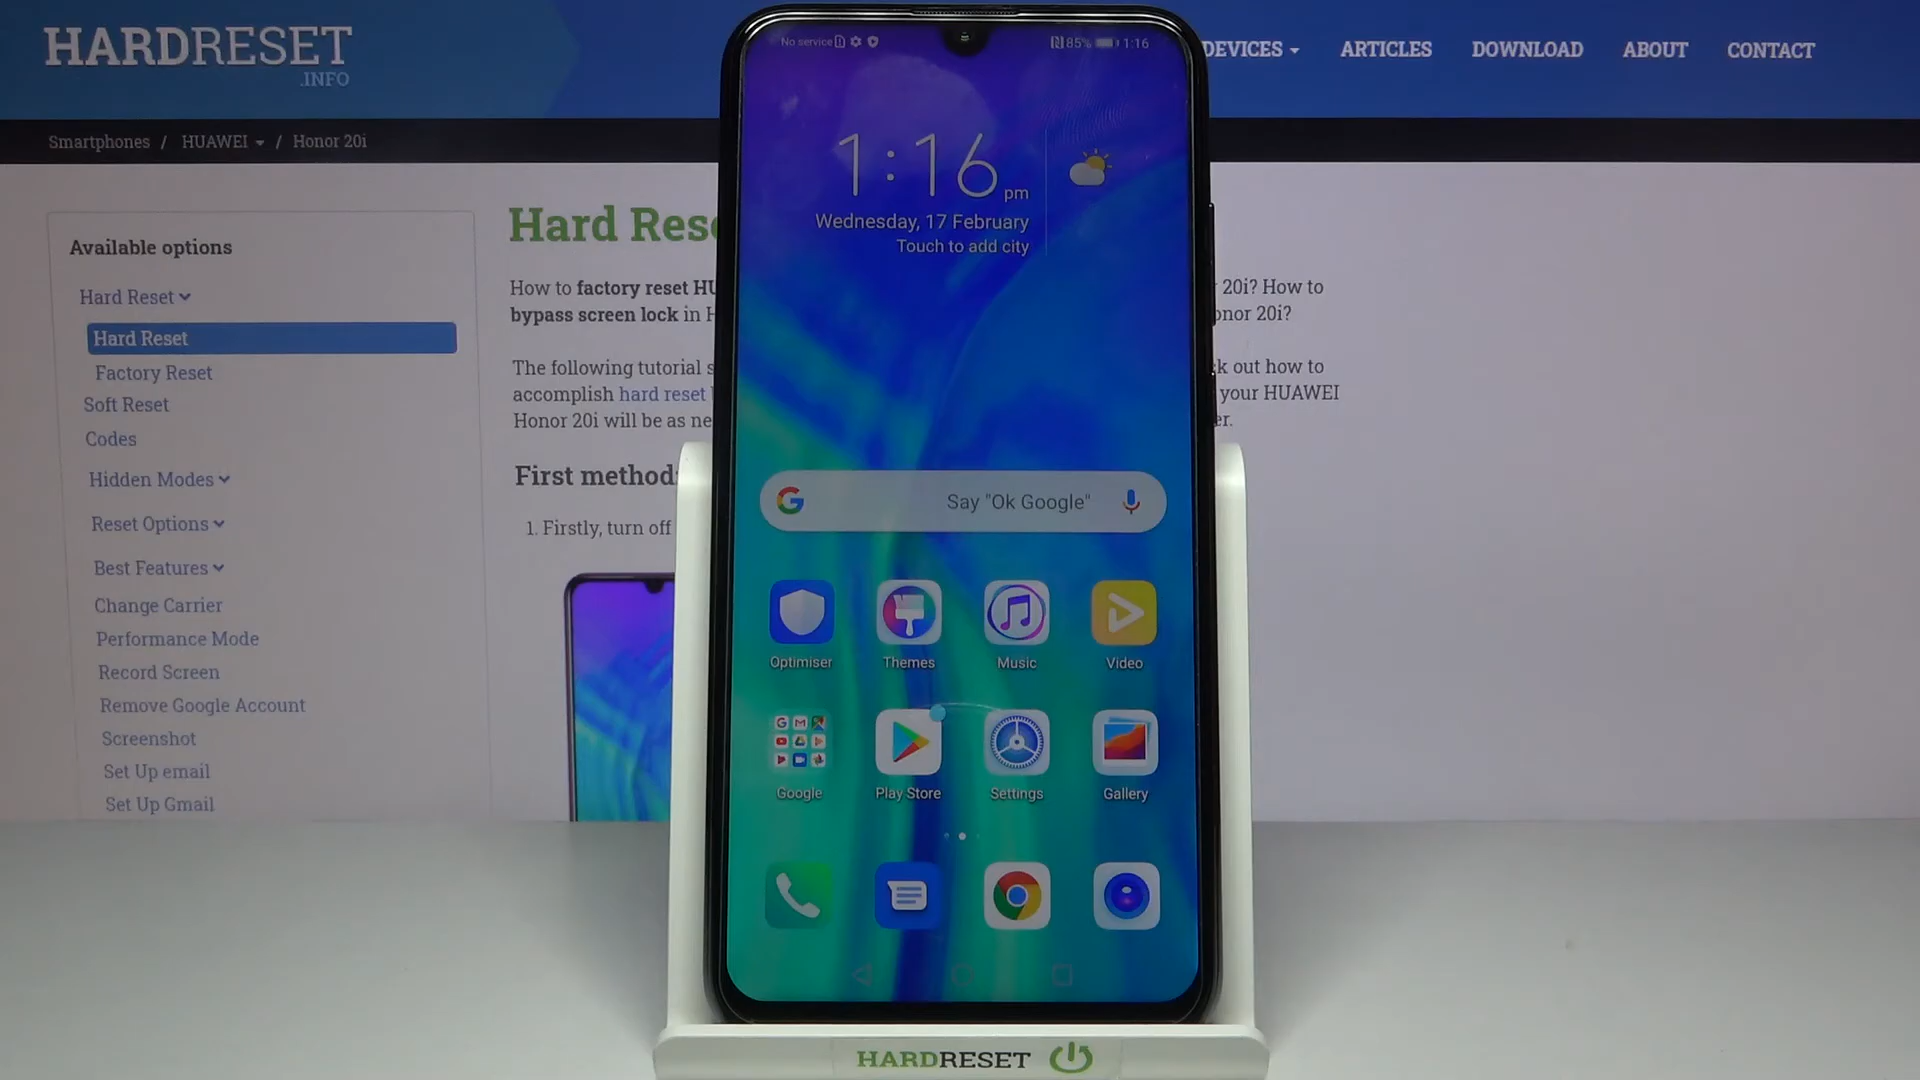 HARDRESET
.INFO
DEVICES
ARTICLES
DOWNLOAD
ABOUT
CONTACT
Smartphones / HUAWEI / Honor 20i
Available options
Hard Reset
Hard Reset
Factory Reset
Soft Reset
Codes
Hidden Modes
Reset Options
Best Features
Change Carrier
Performance Mode
Record Screen
Remove Google Account
Screenshot
Set Up email
Set Up Gmail
Hard
How to factory reset
bypass screen lock in
The following tutorial
accomplish hard reset
Honor 20i will be as
First method:
1. Firstly, turn off
20i? How to
20i?
out how to
your HUAWEI
No service
85% 1:16
1:16 pm
Wednesday, 17 February
Touch to add city
G Say "Ok Google"
Optimiser
Themes
Music
Video
Google
Play Store
Settings
Gallery
HARDRESET